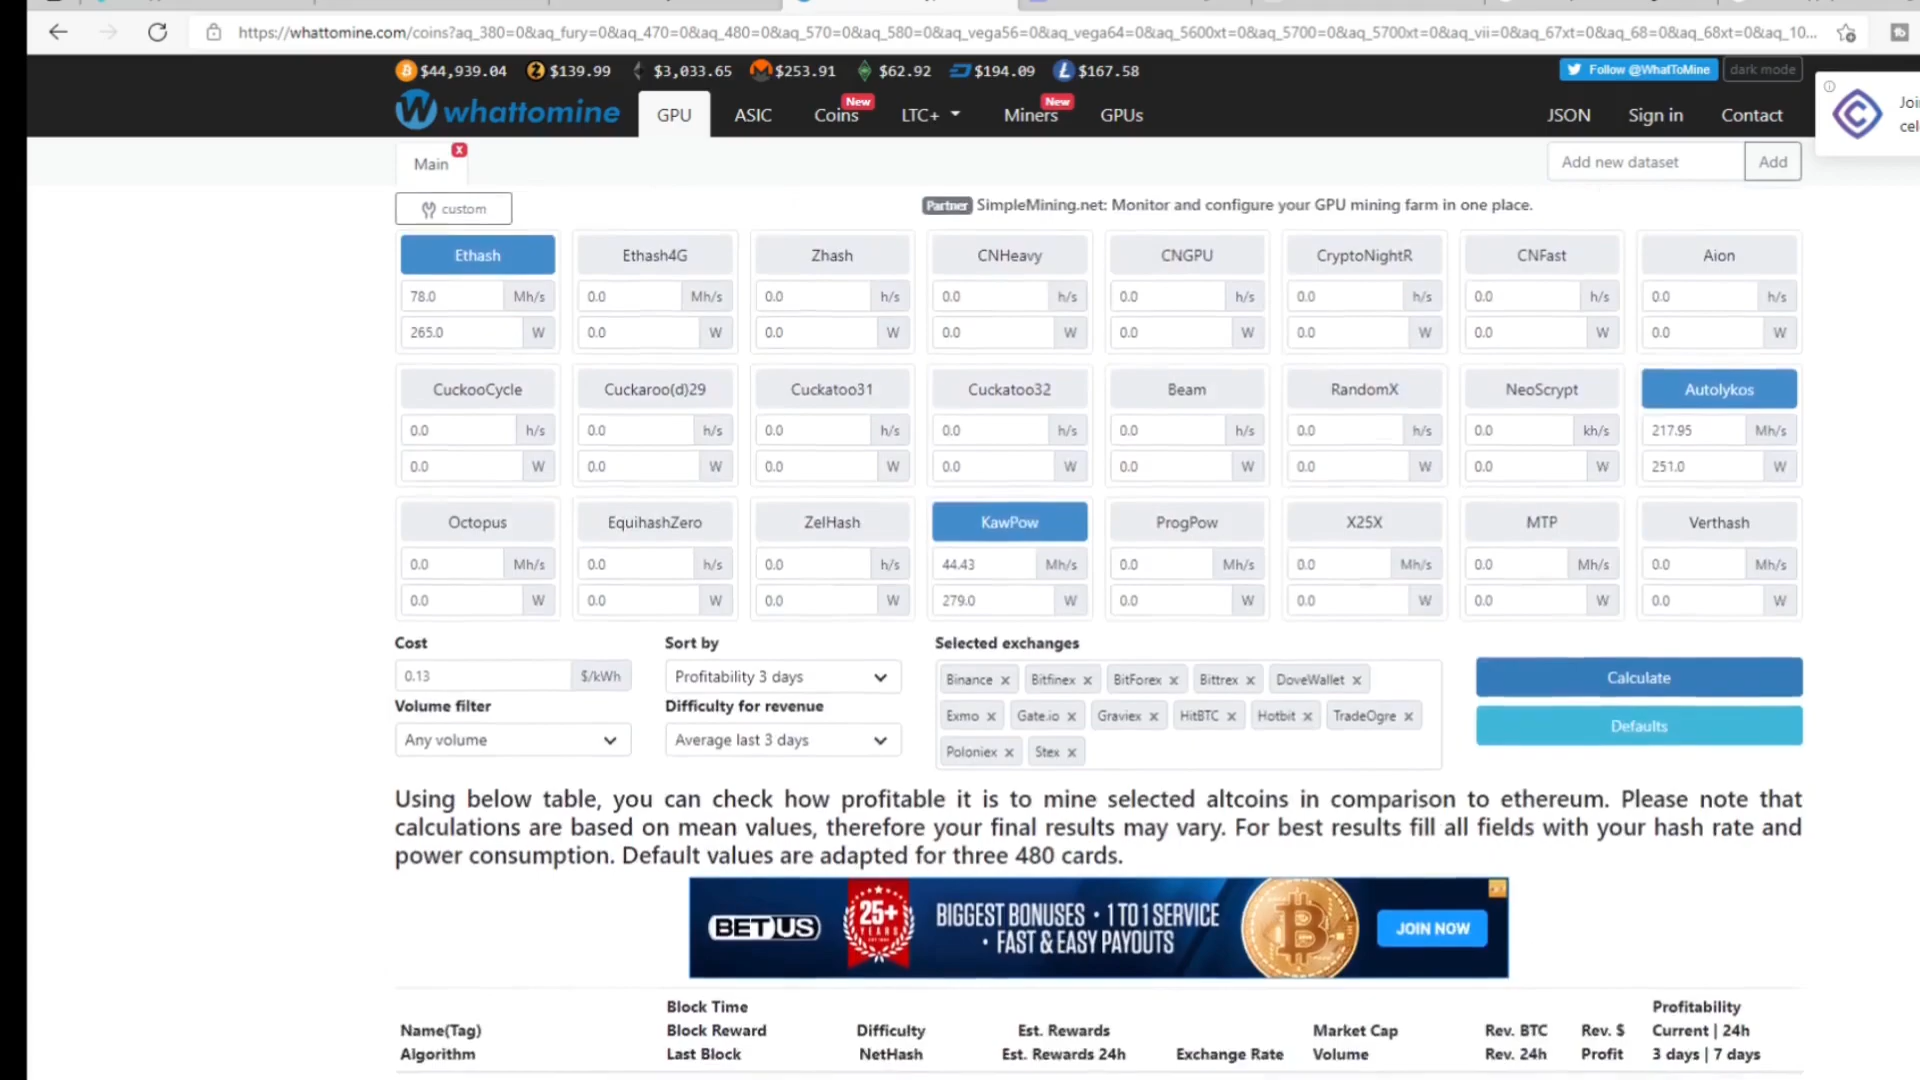 https://whattomine.com/coins?aq_380=0&aq_fury=0&aq_470=0&aq_480=0&aq_570=0&aq_580=0&aq_vega56=0&aq_vega64=0&aq_5600xt=0&aq_5700=0&aq_5700xt=0&aq_vii=0&aq_67xt=0&aq_68=0&aq_68xt=0&aq_10...
$44,939.04 $139.99 $3,033.65 $253.91 $62.92 $194.09 $167.58 Follow @WhatToMine dark mode
whattomine GPU ASIC Coins New LTC+ Miners New GPUs JSON Sign in Contact
Main x Add new dataset Add
custom Partner SimpleMining.net: Monitor and configure your GPU mining farm in one place.
Ethash Ethash4G Zhash CNHeavy CNGPU CryptoNightR CNFast Aion
78.0 Mh/s 0.0 Mh/s 0.0 h/s 0.0 h/s 0.0 h/s 0.0 h/s 0.0 h/s 0.0 h/s
265.0 W 0.0 W 0.0 W 0.0 W 0.0 W 0.0 W 0.0 W 0.0 W
CuckooCycle Cuckaroo(d)29 Cuckatoo31 Cuckatoo32 Beam RandomX NeoScrypt Autolykos
0.0 h/s 0.0 h/s 0.0 h/s 0.0 h/s 0.0 h/s 0.0 h/s 0.0 kh/s 217.95 Mh/s
0.0 W 0.0 W 0.0 W 0.0 W 0.0 W 0.0 W 0.0 W 251.0 W
Octopus EquihashZero ZelHash KawPow ProgPow X25X MTP Verthash
0.0 Mh/s 0.0 h/s 0.0 h/s 44.43 Mh/s 0.0 Mh/s 0.0 Mh/s 0.0 Mh/s 0.0 Mh/s
0.0 W 0.0 W 0.0 W 279.0 W 0.0 W 0.0 W 0.0 W 0.0 W
Cost Sort by Selected exchanges
0.13 $/kWh Profitability 3 days Binance x Bitfinex x BitForex x Bittrex x DoveWallet x Calculate
Volume filter Difficulty for revenue Exmo x Gate.io x Graviex x HitBTC x Hotbit x TradeOgre x Defaults
Any volume Average last 3 days Poloniex x Stex x
Using below table, you can check how profitable it is to mine selected altcoins in comparison to ethereum. Please note that
calculations are based on mean values, therefore your final results may vary. For best results fill all fields with your hash rate and
power consumption. Default values are adapted for three 480 cards.
BETUS 25+ YEARS BIGGEST BONUSES • 1 TO 1 SERVICE
• FAST & EASY PAYOUTS JOIN NOW
Block Time Profitability
Name(Tag) Block Reward Difficulty Est. Rewards Market Cap Rev. BTC Rev. $ Current | 24h
Algorithm Last Block NetHash Est. Rewards 24h Exchange Rate Volume Rev. 24h Profit 3 days | 7 days